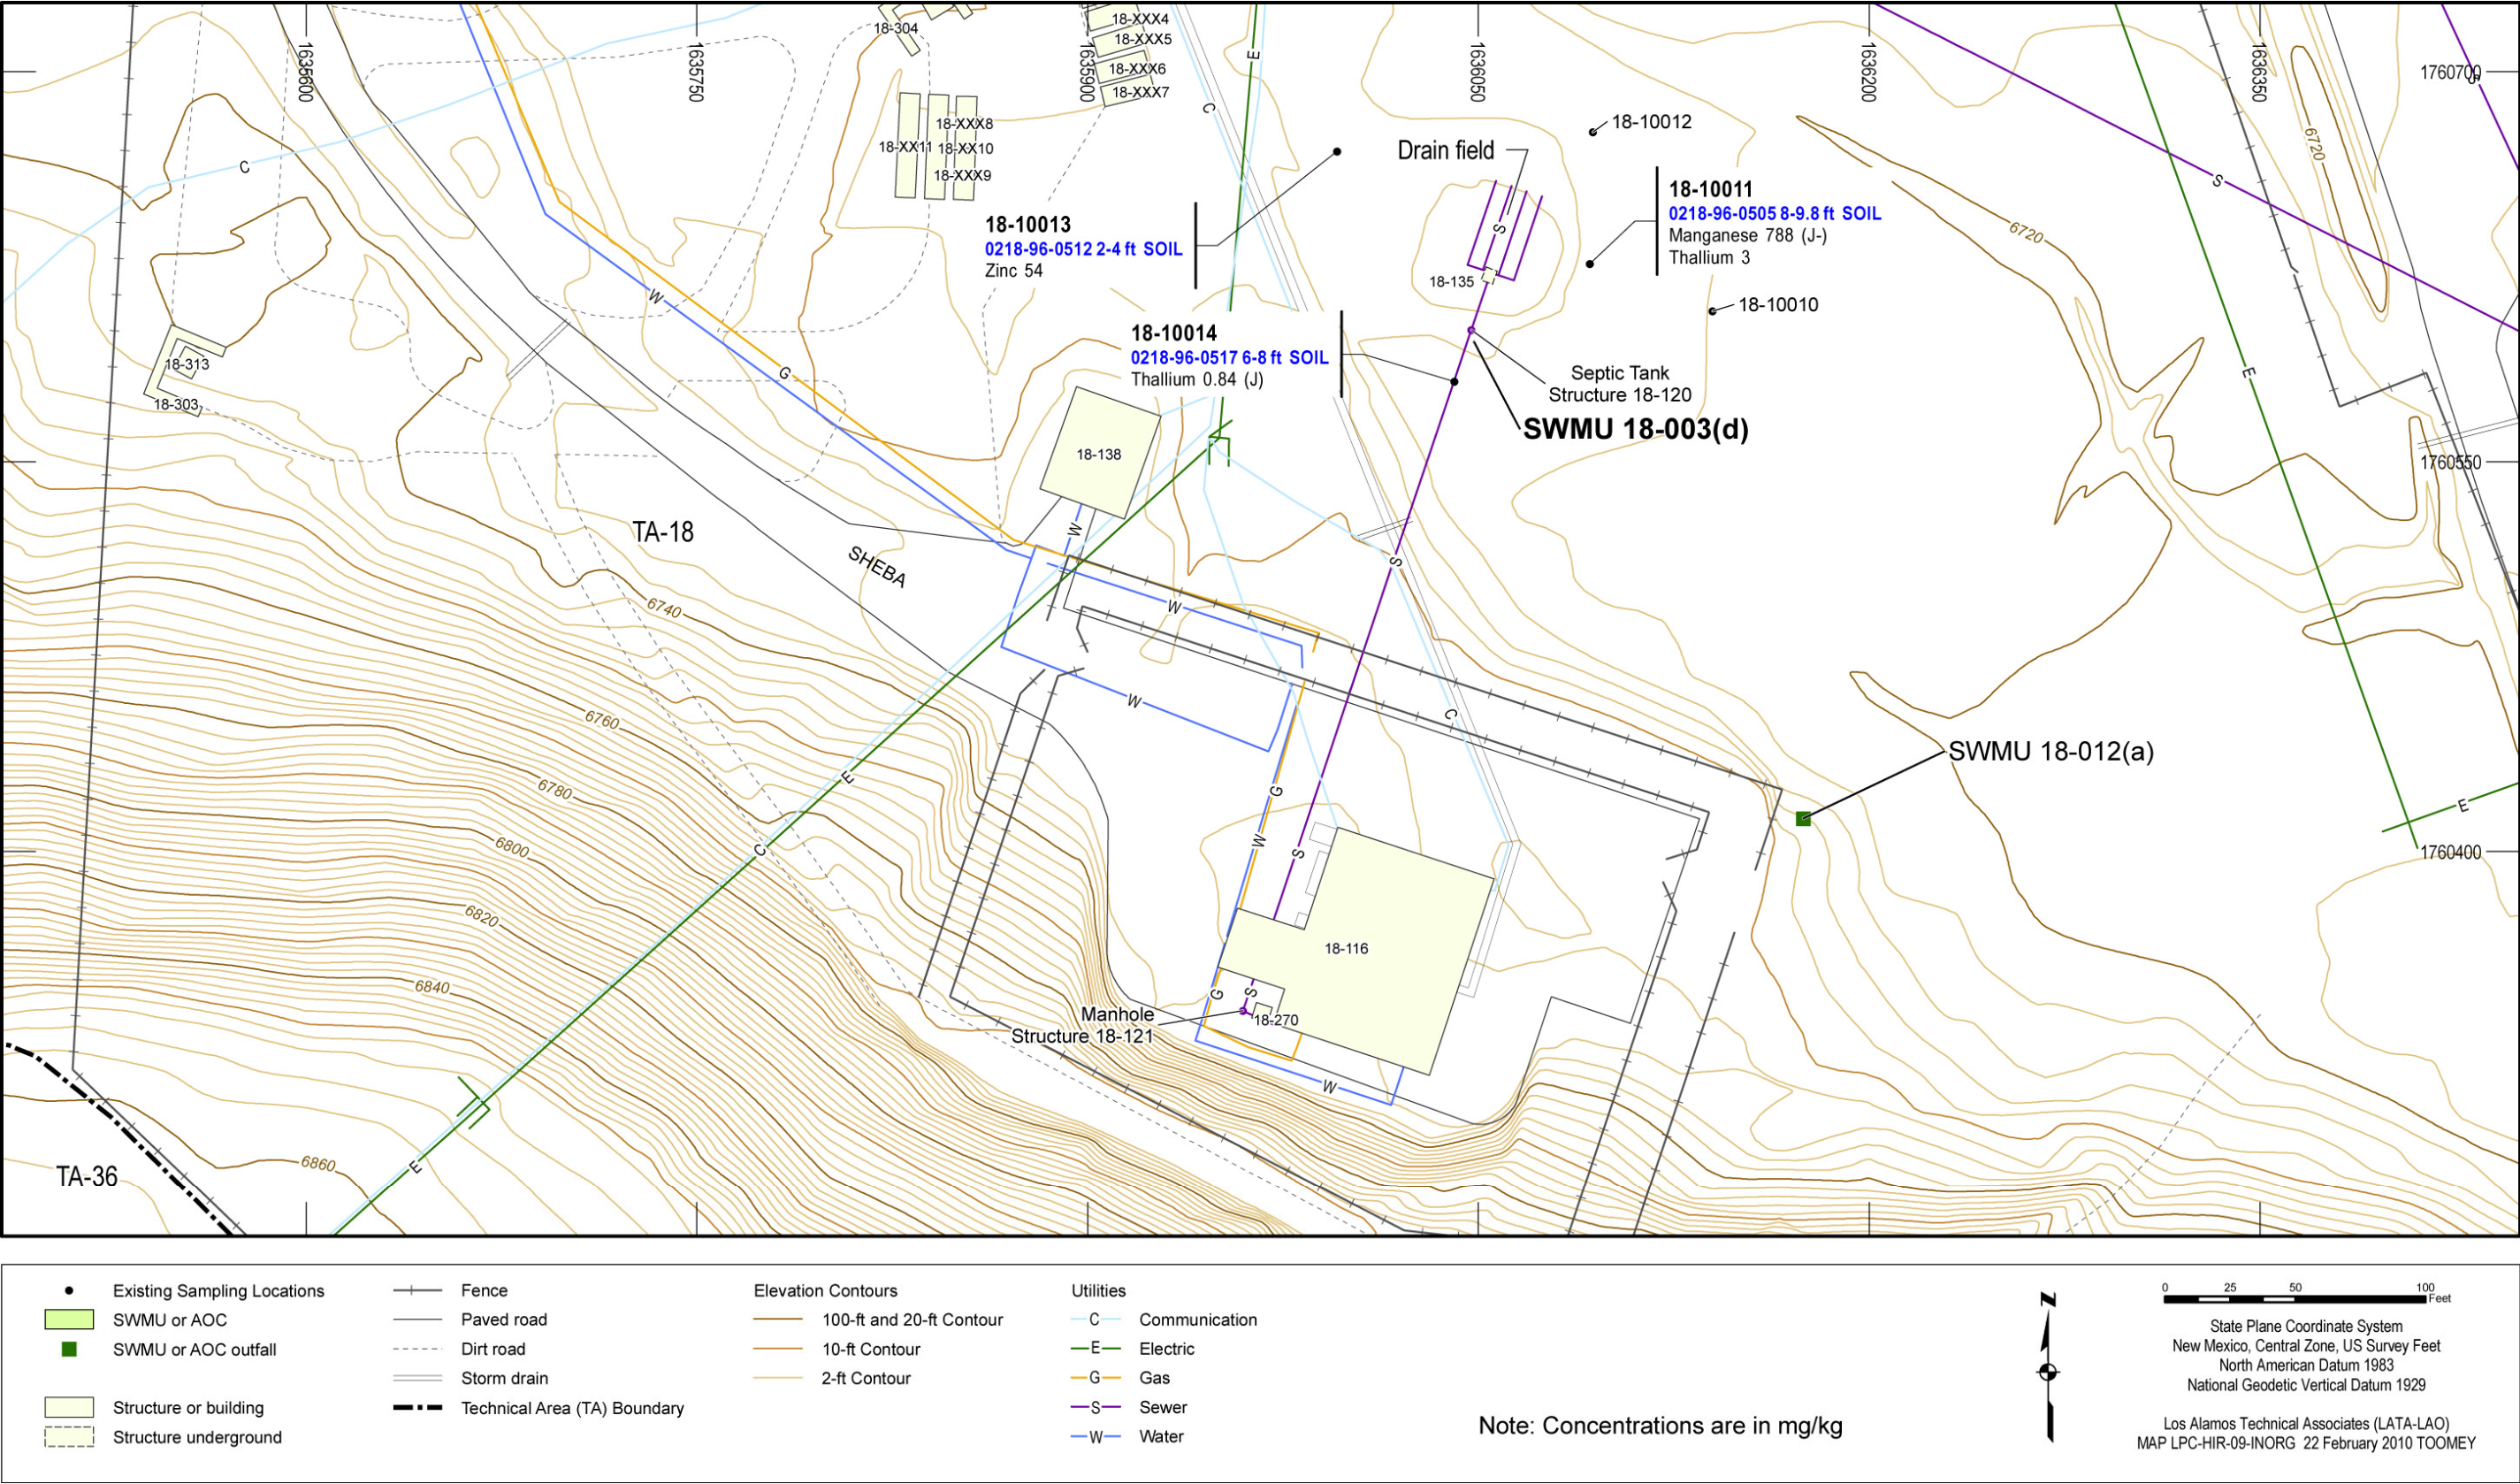 18-304
18-XXX4
18-XXX5
18-XXX6
18-XXX7
1635600
1635750
1635900
1636050
1636200
1636350
1760700
S
E
C
C
18-XXX8
18-XX11
18-XX10
18-XXX9
18-10012
Drain field
6720
6720
S
18-10011
0218-96-0505 8-9.8 ft SOIL
Manganese 788 (J-)
Thallium 3
18-10013
0218-96-0512 2-4 ft SOIL
Zinc 54
S
18-135
18-10010
W
G
E
18-10014
0218-96-0517 6-8 ft SOIL
Thallium 0.84 (J)
Septic Tank
Structure 18-120
SWMU 18-003(d)
18-313
18-303
18-138
1760550
TA-18
SHEBA
W
S
6740
W
W
C
6760
SWMU 18-012(a)
6780
E
G
W
S
E
6800
C
1760400
6820
18-116
6840
G
S
Manhole
Structure 18-121
18-270
W
6860
E
TA-36
Existing Sampling Locations
SWMU or AOC
SWMU or AOC outfall
Structure or building
Structure underground
Fence
Paved road
Dirt road
Storm drain
Technical Area (TA) Boundary
Elevation Contours
100-ft and 20-ft Contour
10-ft Contour
2-ft Contour
Utilities
C Communication
E Electric
G Gas
S Sewer
W Water
Note: Concentrations are in mg/kg
N
0 25 50 100
Feet
State Plane Coordinate System
New Mexico, Central Zone, US Survey Feet
North American Datum 1983
National Geodetic Vertical Datum 1929
Los Alamos Technical Associates (LATA-LAO)
MAP LPC-HIR-09-INORG 22 February 2010 TOOMEY